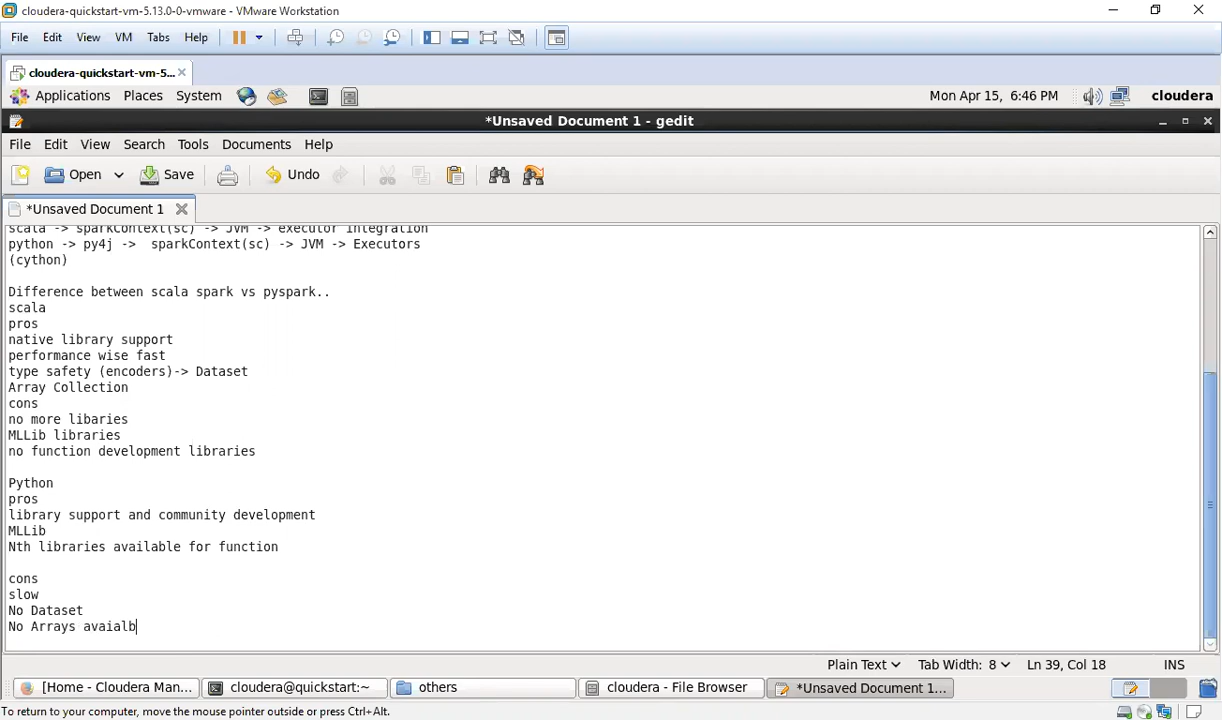 cloudera-quickstart-vm-5.13.0-0-vmware - VMware Workstation
File Edit View VM Tabs Help
cloudera-quickstart-vm-5...
Applications Places System Mon Apr 15, 6:46 PM cloudera
*Unsaved Document 1 - gedit
File Edit View Search Tools Documents Help
Open Save Undo
*Unsaved Document 1
scala -> sparkContext(sc) -> JVM -> executor integration
python -> py4j -> sparkContext(sc) -> JVM -> Executors
(cython)
Difference between scala spark vs pyspark..
scala
pros
native library support
performance wise fast
type safety (encoders)-> Dataset
Array Collection
cons
no more libaries
MLLib libraries
no function development libraries
Python
pros
library support and community development
MLLib
Nth libraries available for function
cons
slow
No Dataset
No Arrays avaialb
Plain Text Tab Width: 8 Ln 39, Col 18 INS
[Home - Cloudera Man... cloudera@quickstart:~ others cloudera - File Browser *Unsaved Document 1...
To return to your computer, move the mouse pointer outside or press Ctrl+Alt.